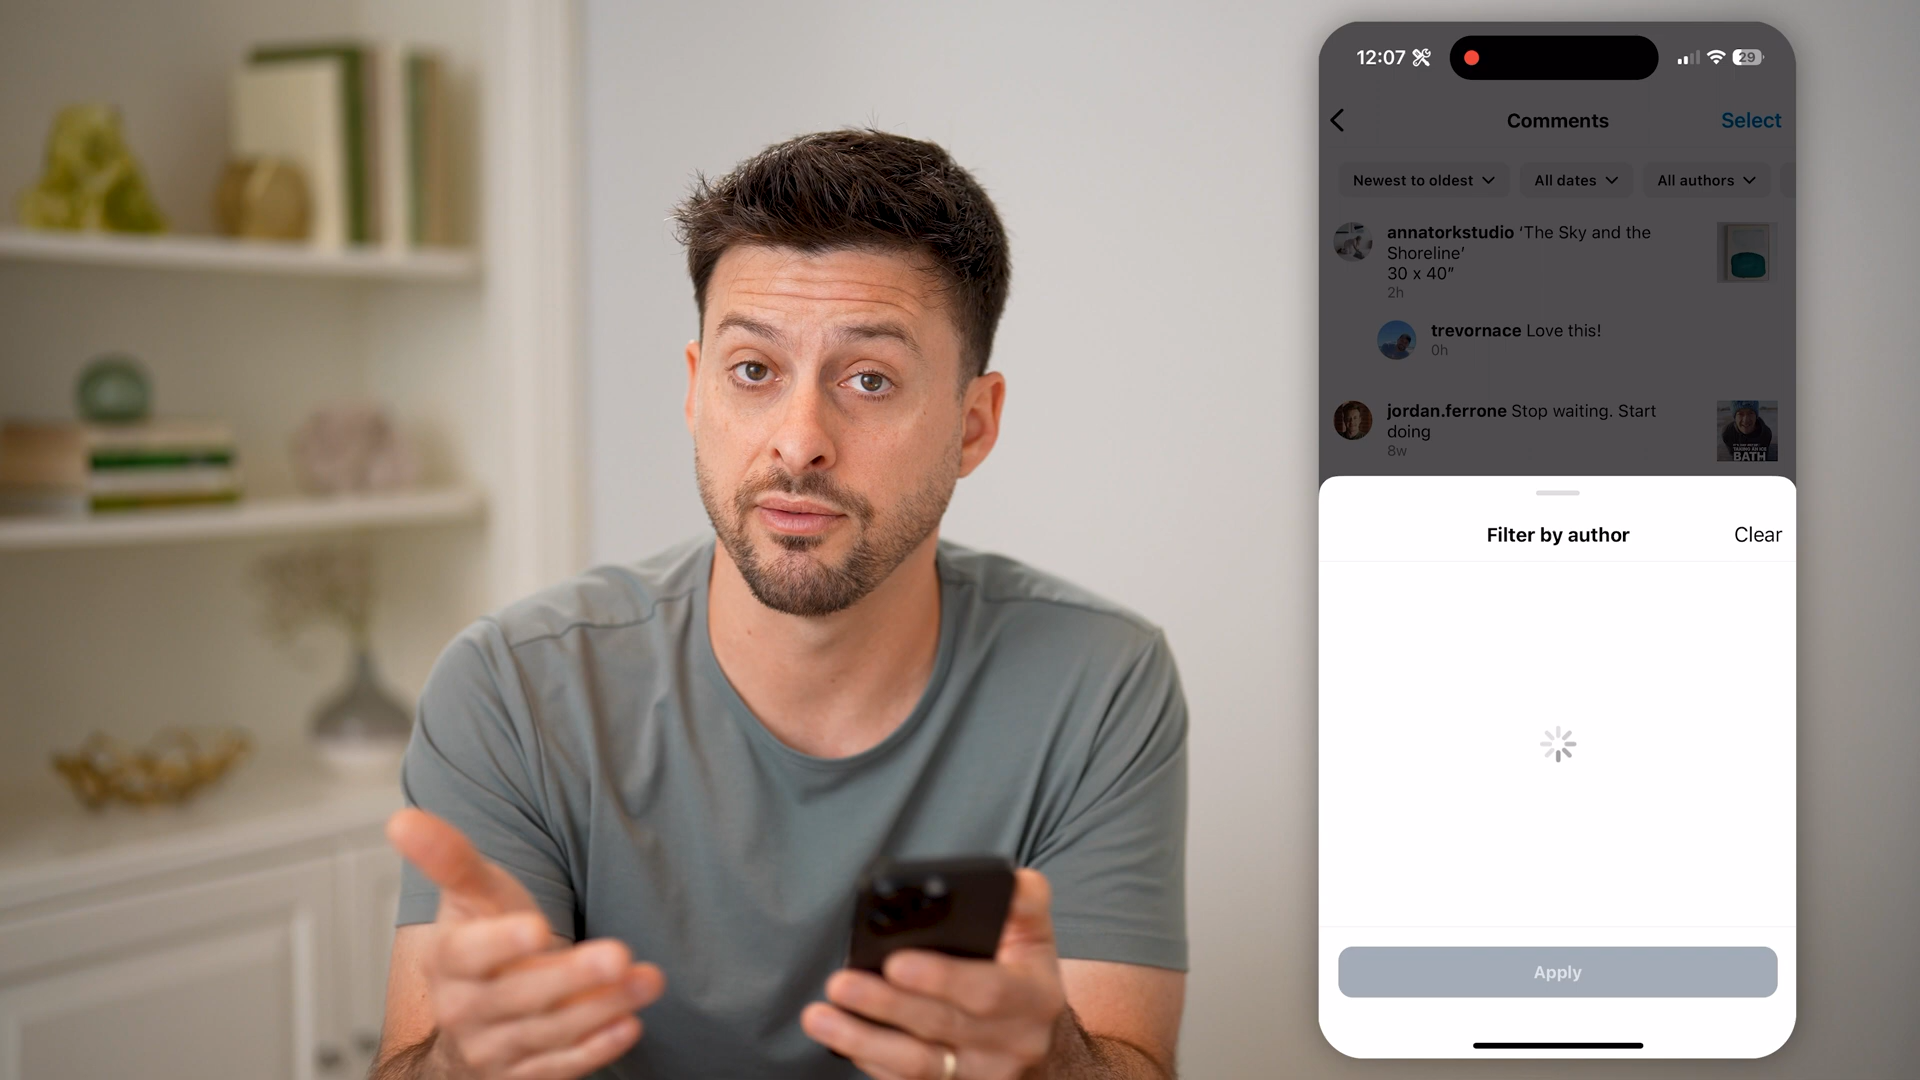 12:07
29
Comments
Select
Newest to oldest
All dates
All authors
annatorkstudio ‘The Sky and the
Shoreline’
30 x 40”
2h
trevornace Love this!
0h
jordan.ferrone Stop waiting. Start
doing
8w
BATH
Filter by author
Clear
Apply